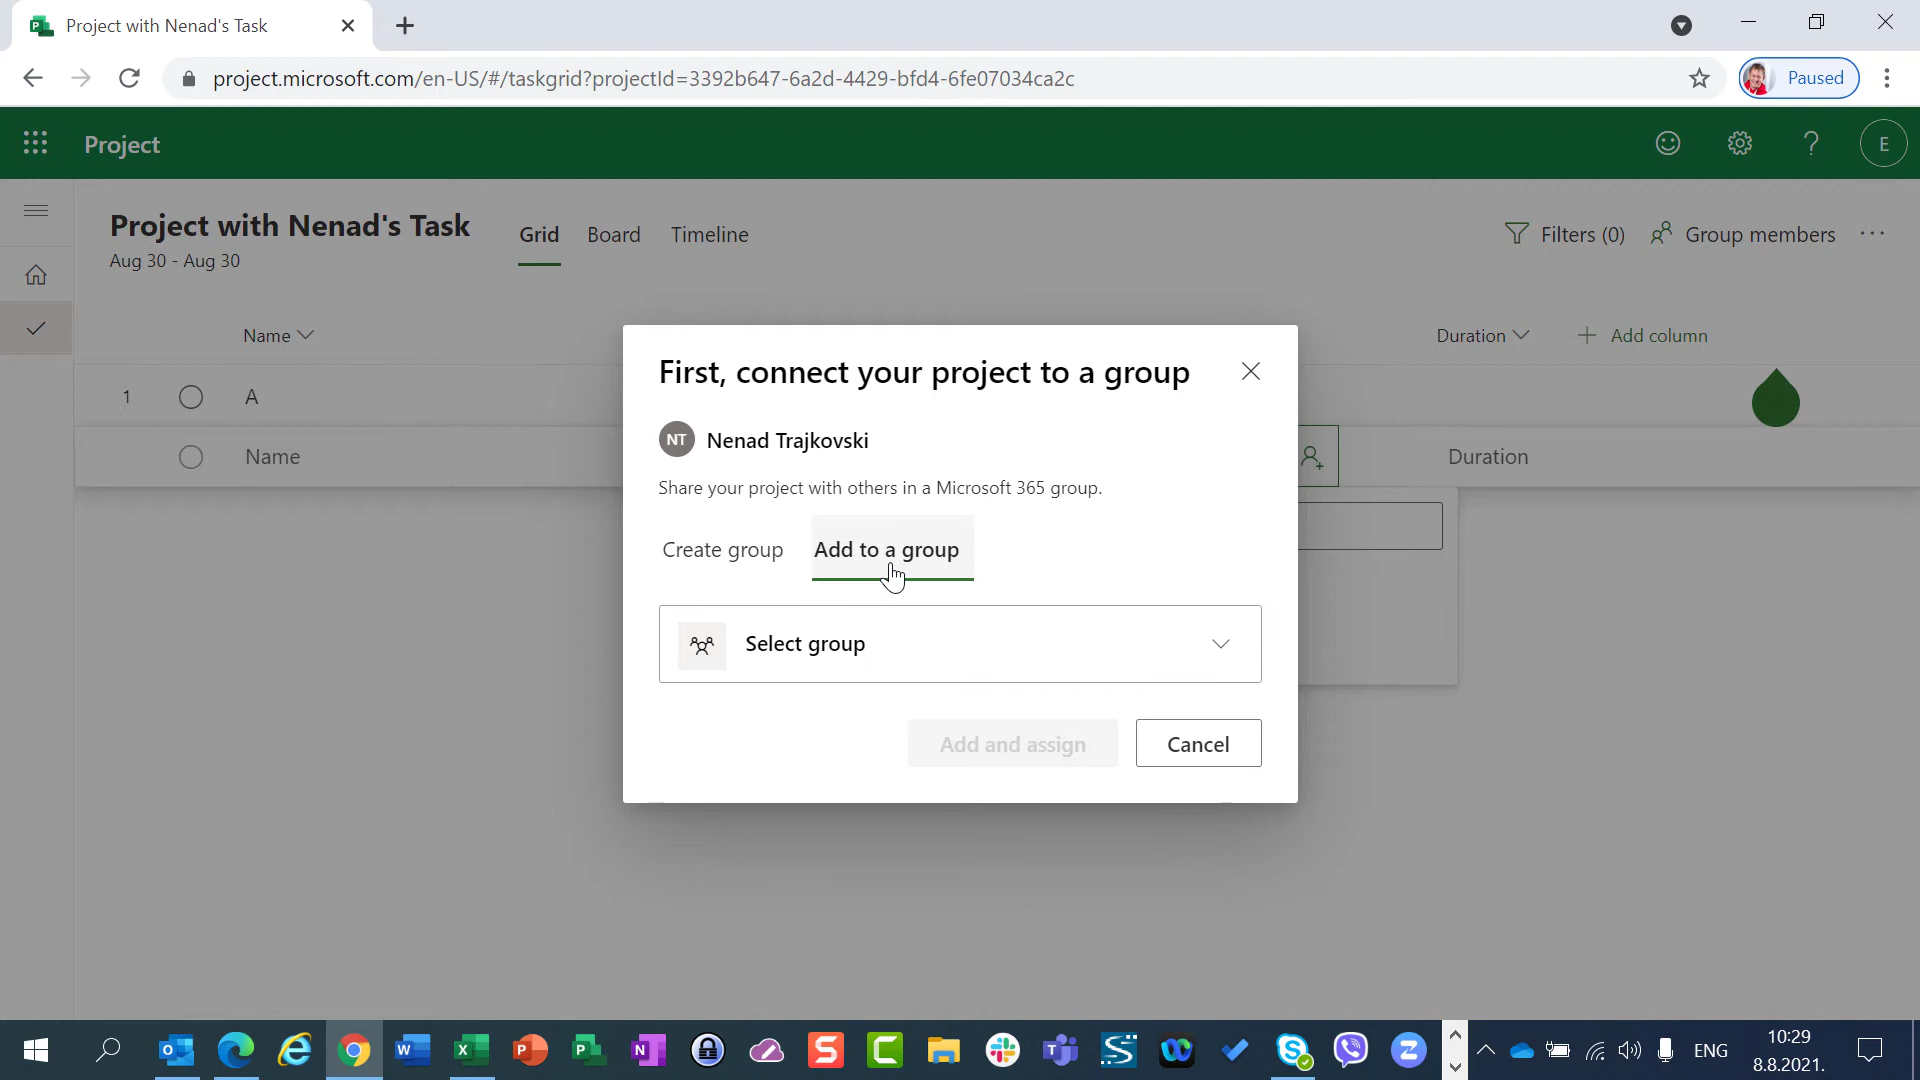 Project with Nenad's Task
project.microsoft.com/en-US/#/taskgrid?projectId=3392b647-6a2d-4429-bfd4-6fe07034ca2c
Paused
Project
E
Project with Nenad's Task
Aug 30 - Aug 30
Grid Board Timeline
Filters (0) Group members
Name
Duration
Add column
1 A
Name
Duration
First, connect your project to a group
NT Nenad Trajkovski
Share your project with others in a Microsoft 365 group.
Create group Add to a group
Select group
Add and assign Cancel
ENG
10:29
8.8.2021.